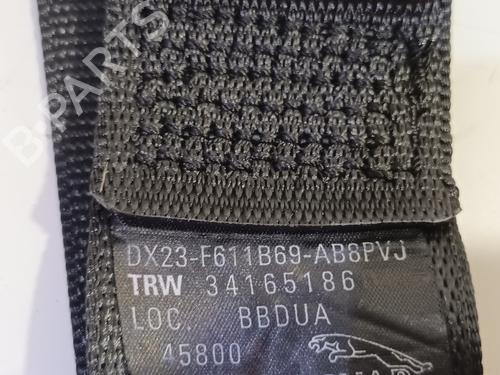 B-PARTS
DX23-F611B69-AB8PVJ
TRW 34165186
LOC. BBDUA
45800